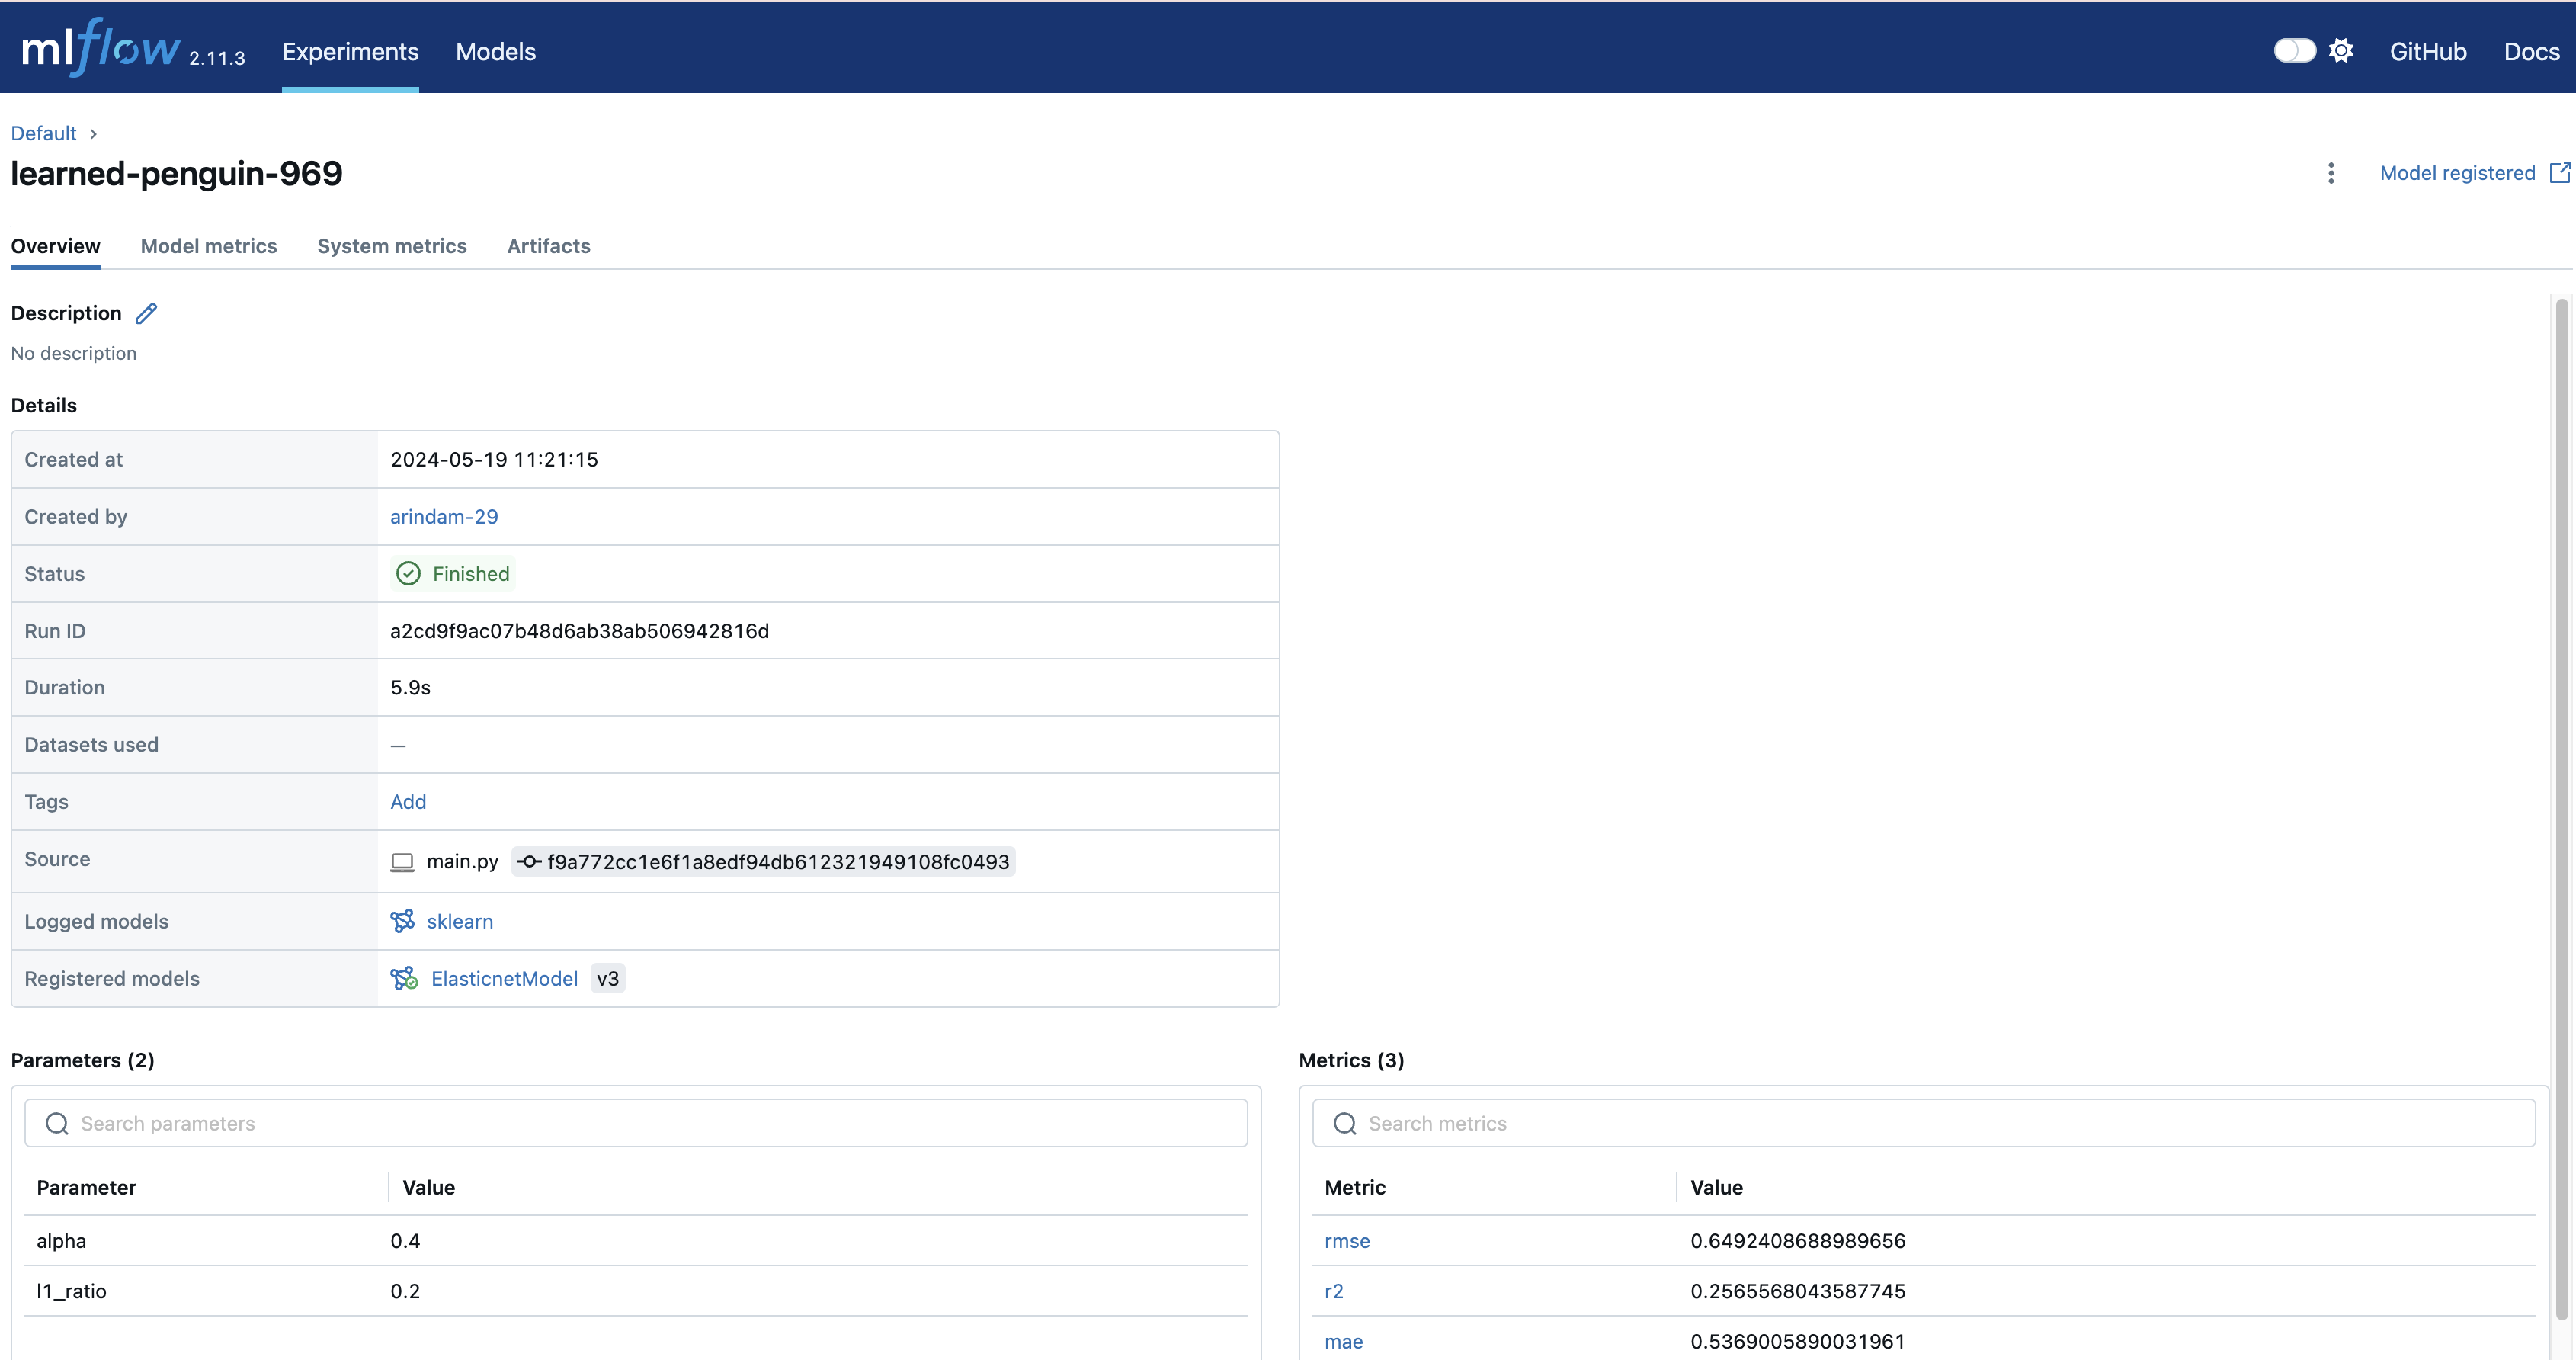 mlflow 2.11.3 Experiments Models GitHub Docs
Default
learned-penguin-969 Model registered
Overview Model metrics System metrics Artifacts
Description
No description
Details
Created at 2024-05-19 11:21:15
Created by arindam-29
Status Finished
Run ID a2cd9f9ac07b48d6ab38ab506942816d
Duration 5.9s
Datasets used —
Tags Add
Source main.py f9a772cc1e6f1a8edf94db612321949108fc0493
Logged models sklearn
Registered models ElasticnetModel v3
Parameters (2)
Search parameters
Parameter Value
alpha 0.4
l1_ratio 0.2
Metrics (3)
Search metrics
Metric Value
rmse 0.6492408688989656
r2 0.2565568043587745
mae 0.5369005890031961